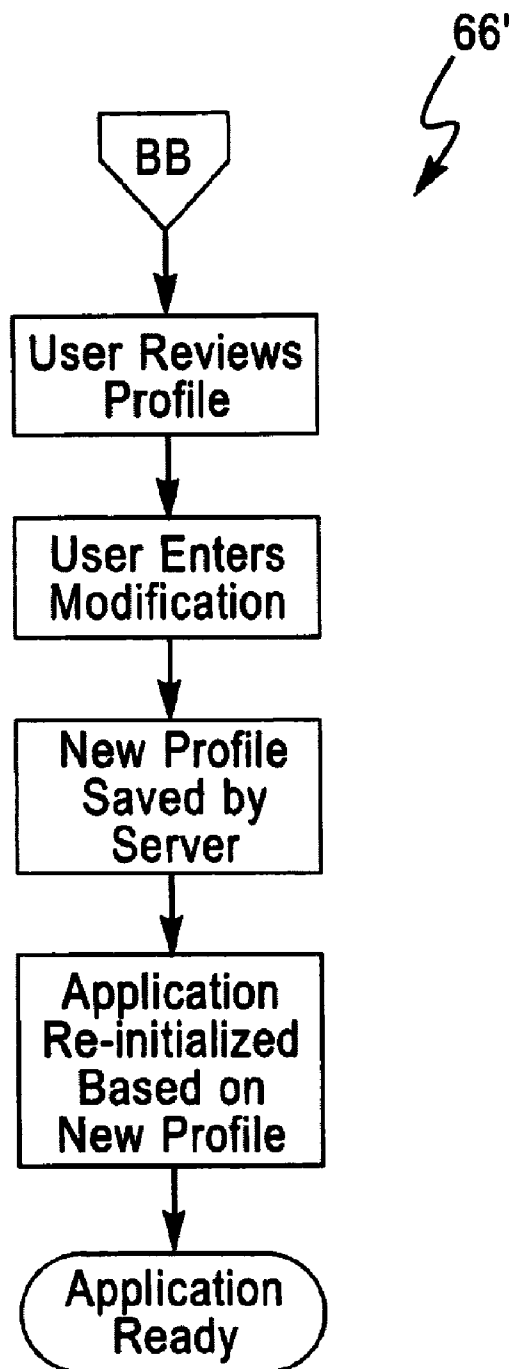 66'
BB
User Reviews
Profile
User Enters
Modification
New Profile
Saved by
Server
Application
Re-initialized
Based on
New Profile
Application
Ready